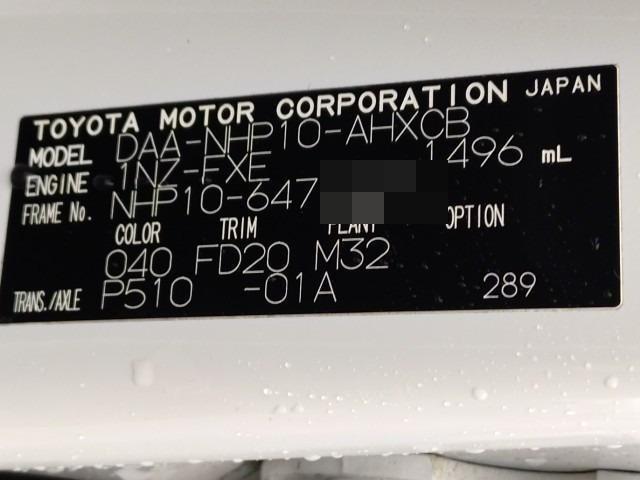 TOYOTA MOTOR CORPORATION JAPAN
MODEL DAA-NHP10-AHXCB
ENGINE 1NZ-FXE 1496 mL
FRAME No. NHP10-647
COLOR TRIM PLANT OPTION
040 FD20 M32
TRANS./AXLE P510 -01A 289